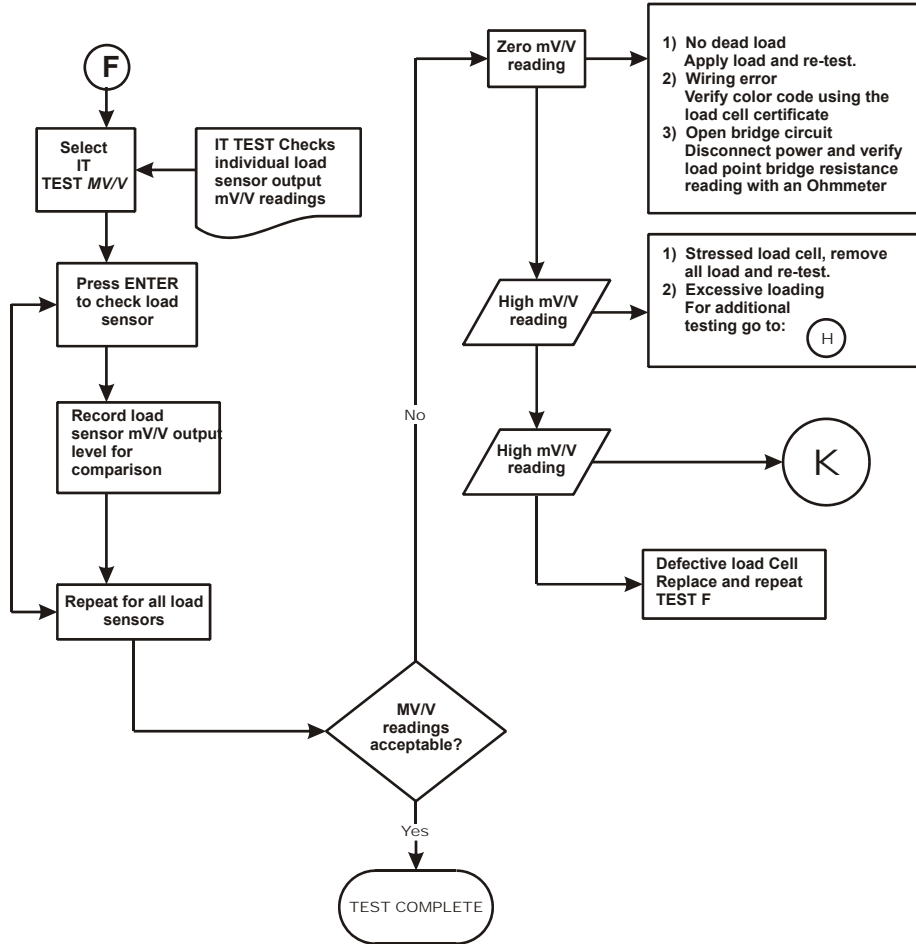 F
Select
IT
TEST MV/V
IT TEST Checks
individual load
sensor output
mV/V readings
Press ENTER
to check load
sensor
Record load
sensor mV/V output
level for
comparison
Repeat for all load
sensors
MV/V
readings
acceptable?
Yes
TEST COMPLETE
No
Zero mV/V
reading
1) No dead load
Apply load and re-test.
2) Wiring error
Verify color code using the
load cell certificate
3) Open bridge circuit
Disconnect power and verify
load point bridge resistance
reading with an Ohmmeter
High mV/V
reading
1) Stressed load cell, remove
all load and re-test.
2) Excessive loading
For additional
testing go to:
H
High mV/V
reading
K
Defective load Cell
Replace and repeat
TEST F